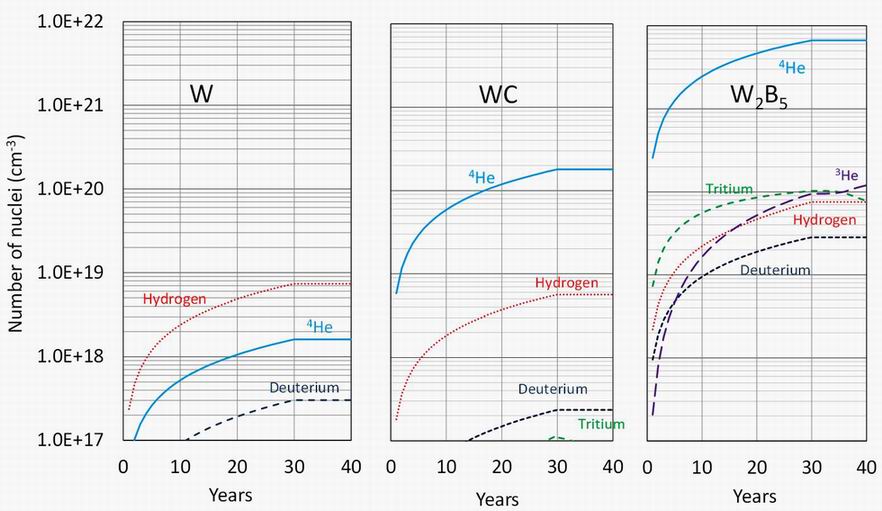 Number of nuclei (cm⁻³)
1.0E+22
1.0E+21
1.0E+20
1.0E+19
1.0E+18
1.0E+17
W
Hydrogen
⁴He
Deuterium
0 10 20 30 40
Years
WC
⁴He
Hydrogen
Deuterium
Tritium
0 10 20 30 40
Years
⁴He
W₂B₅
³He
Tritium
Hydrogen
Deuterium
0 10 20 30 40
Years